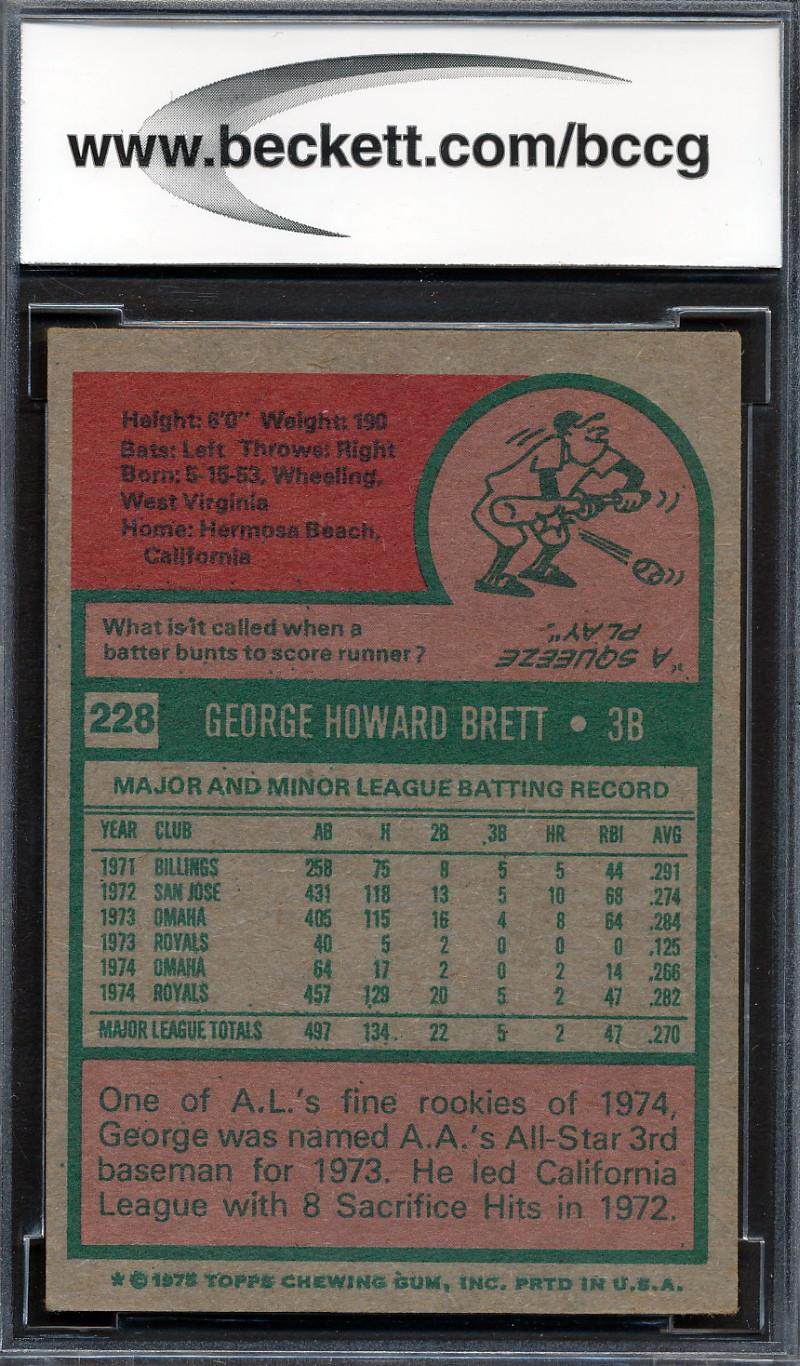 www.beckett.com/bccg
Height: 6'0" Weight: 190
Bats: Left Throws: Right
Born: 5-15-53, Wheeling,
West Virginia
Home: Hermosa Beach,
California
What is it called when a
batter bunts to score runner?
"A SQUEEZE
PLAY".
228 GEORGE HOWARD BRETT • 3B
MAJOR AND MINOR LEAGUE BATTING RECORD
YEAR CLUB AB H 2B 3B HR RBI AVG
1971 BILLINGS 258 75 8 5 5 44 .291
1972 SAN JOSE 431 118 13 5 10 68 .274
1973 OMAHA 405 115 16 4 8 64 .284
1973 ROYALS 40 5 2 0 0 0 .125
1974 OMAHA 64 17 2 0 2 14 .266
1974 ROYALS 457 129 20 5 2 47 .282
MAJOR LEAGUE TOTALS 497 134 22 5 2 47 .270
One of A.L.'s fine rookies of 1974,
George was named A.A.'s All-Star 3rd
baseman for 1973. He led California
League with 8 Sacrifice Hits in 1972.
* © 1975 TOPPS CHEWING GUM, INC. PRTD IN U.S.A.